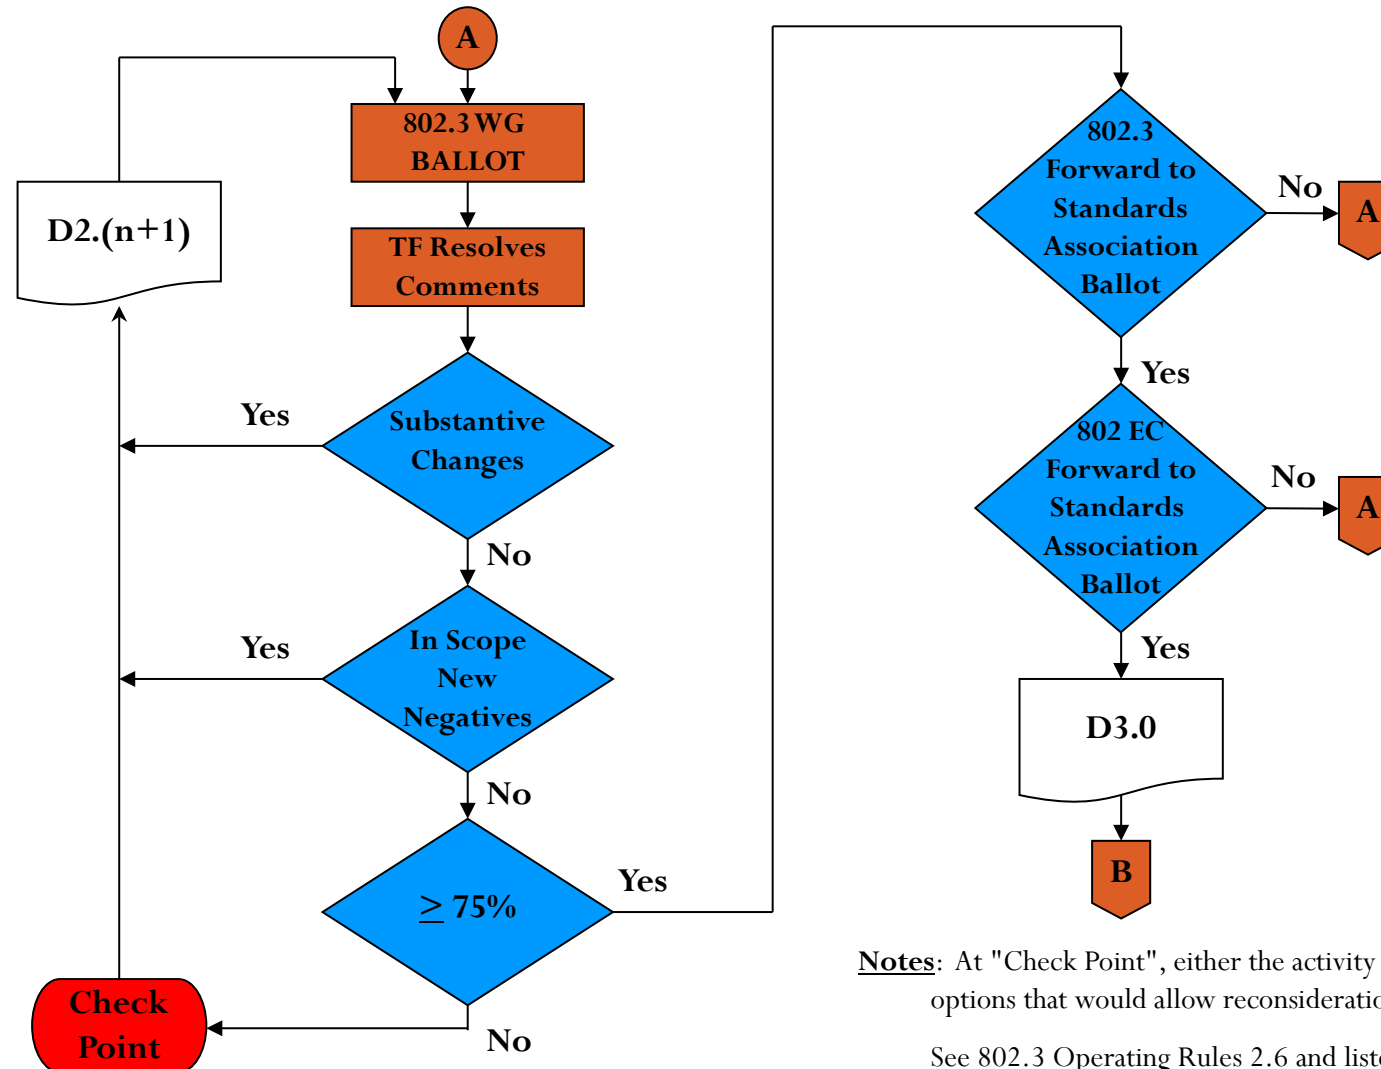 A
802.3 WG
BALLOT
D2.(n+1)
TF Resolves
Comments
Yes
Substantive
Changes
No
Yes
In Scope
New
Negatives
No
≥ 75%
Yes
No
Check
Point
802.3
Forward to
Standards
Association
Ballot
No
A
Yes
802 EC
Forward to
Standards
Association
Ballot
No
A
Yes
D3.0
B
Notes: At "Check Point", either the activity
options that would allow
See 802.3 Operating Rules 2.6 and